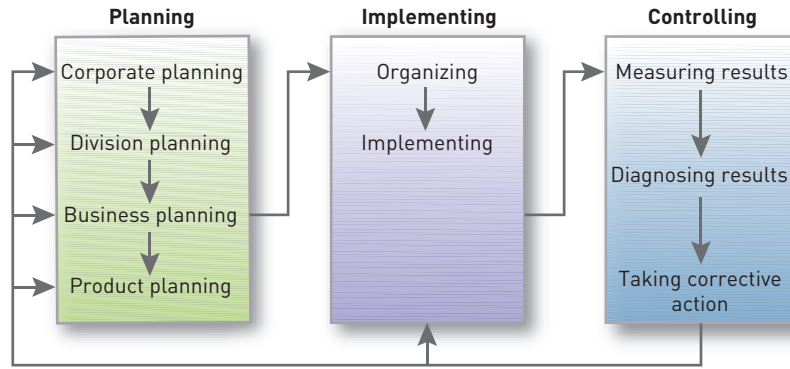 Planning
Corporate planning
Division planning
Business planning
Product planning
Implementing
Organizing
Implementing
Controlling
Measuring results
Diagnosing results
Taking corrective
action